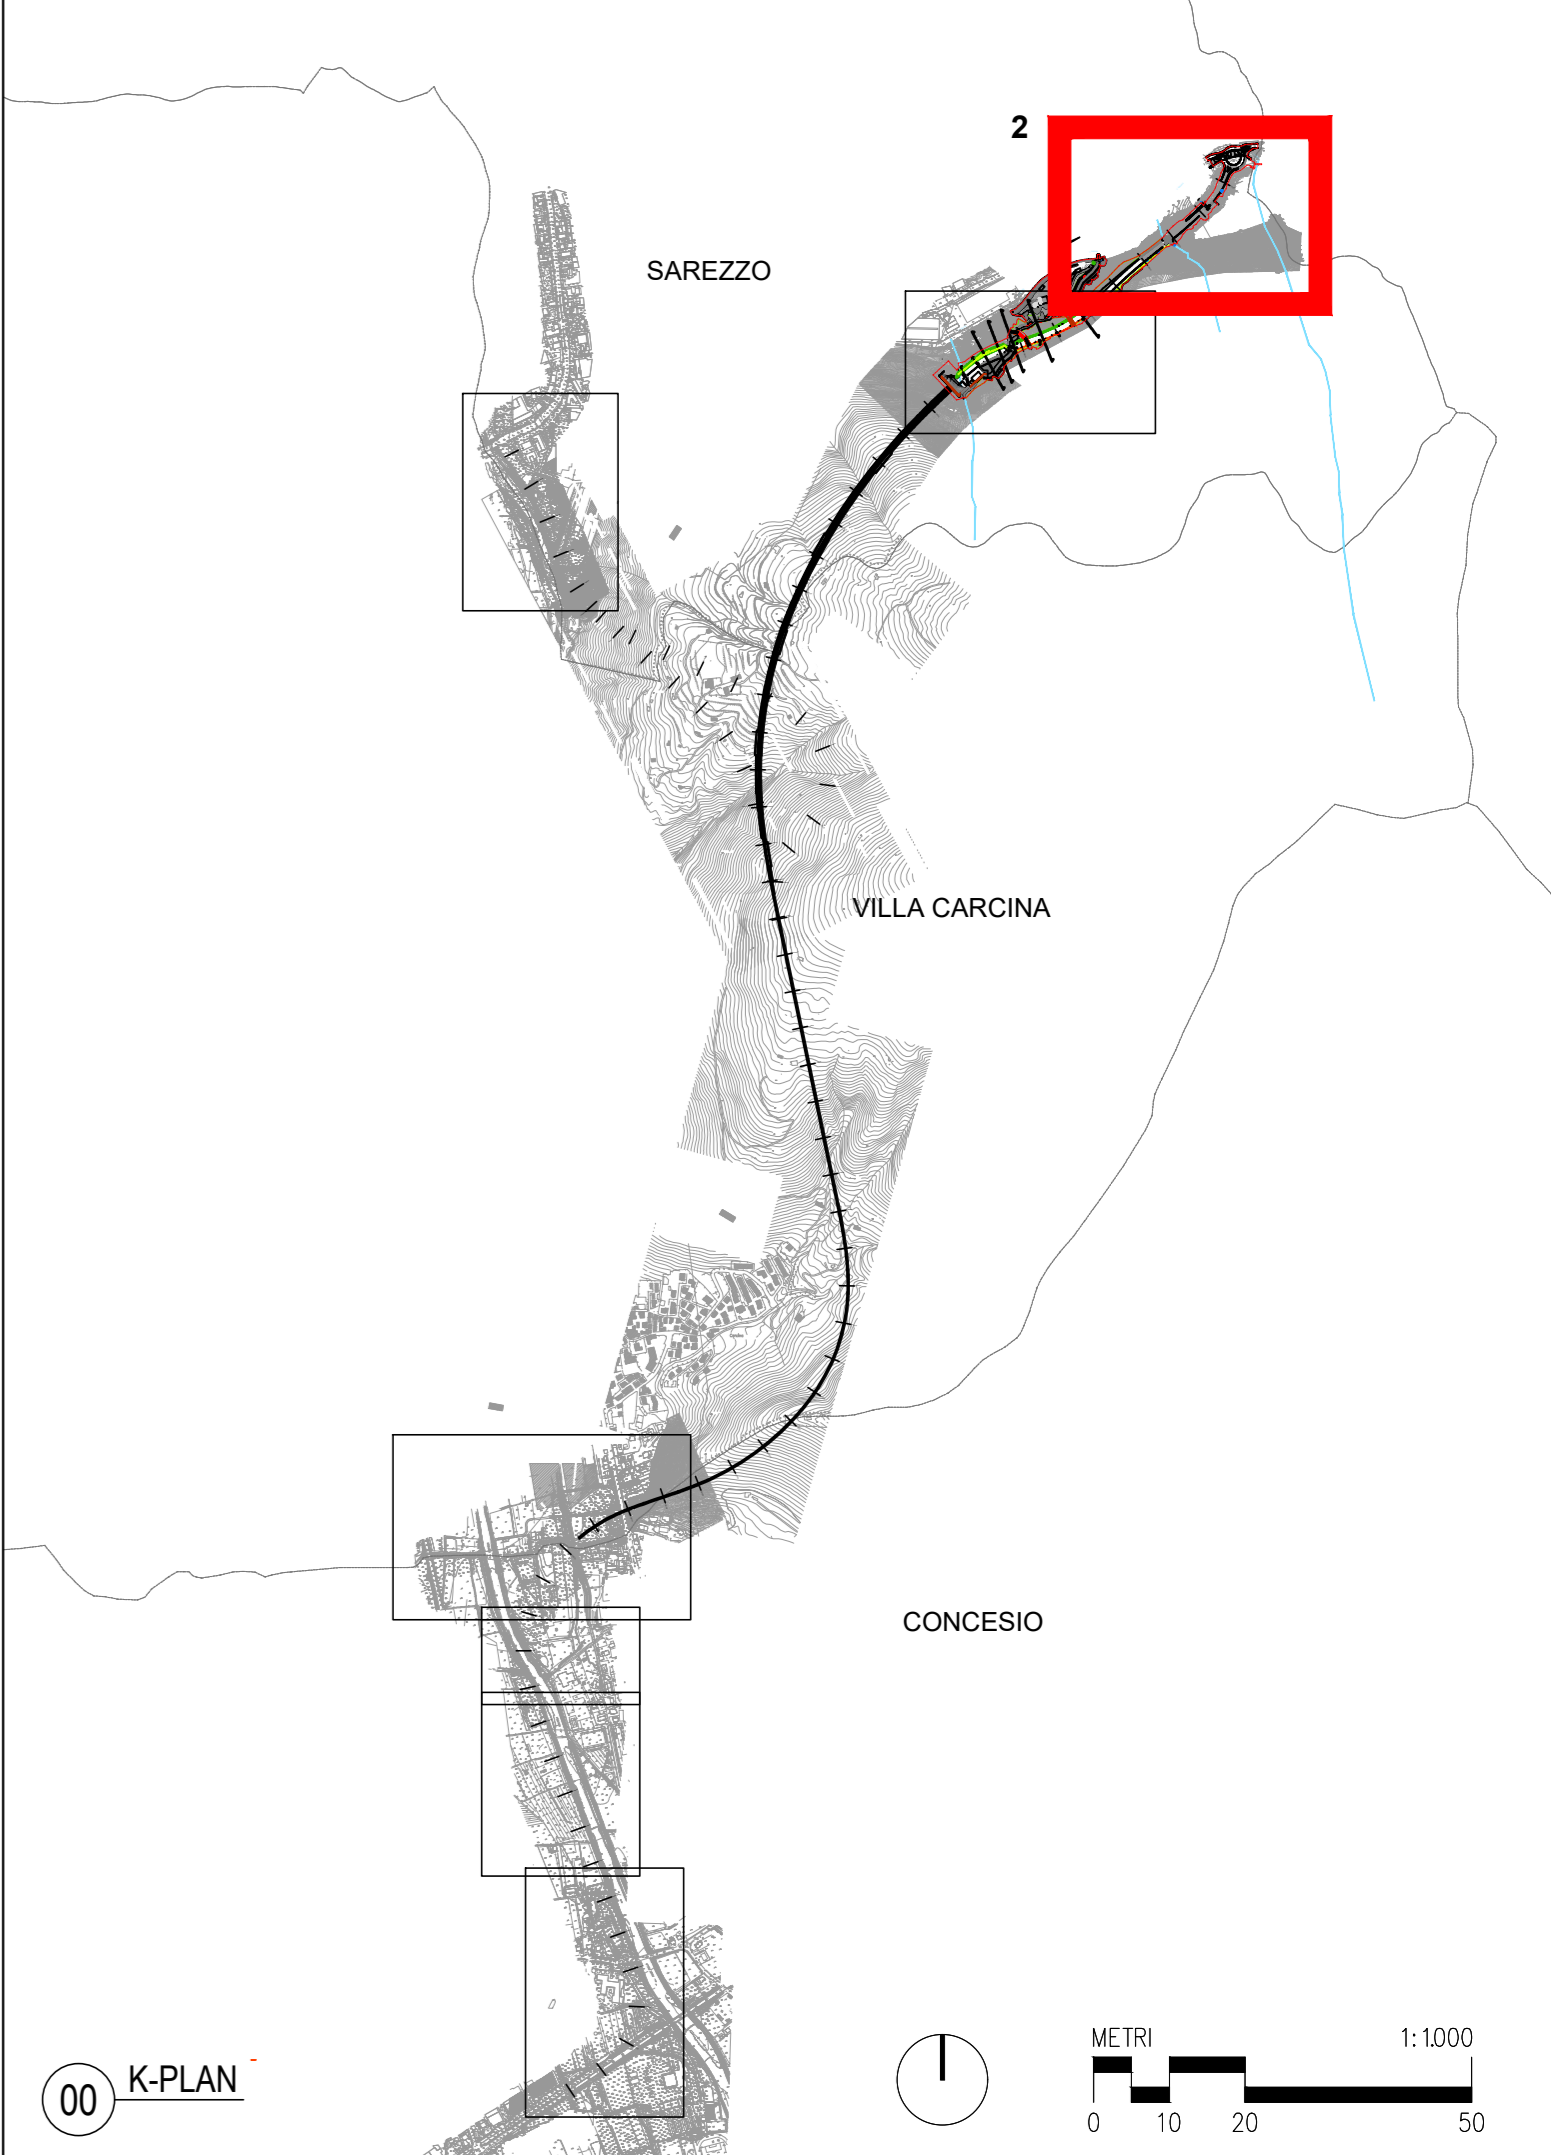 2
SAREZZO
VILLA CARCINA
CONCESIO
00 K-PLAN
METRI 1:1.000
0 10 20 50